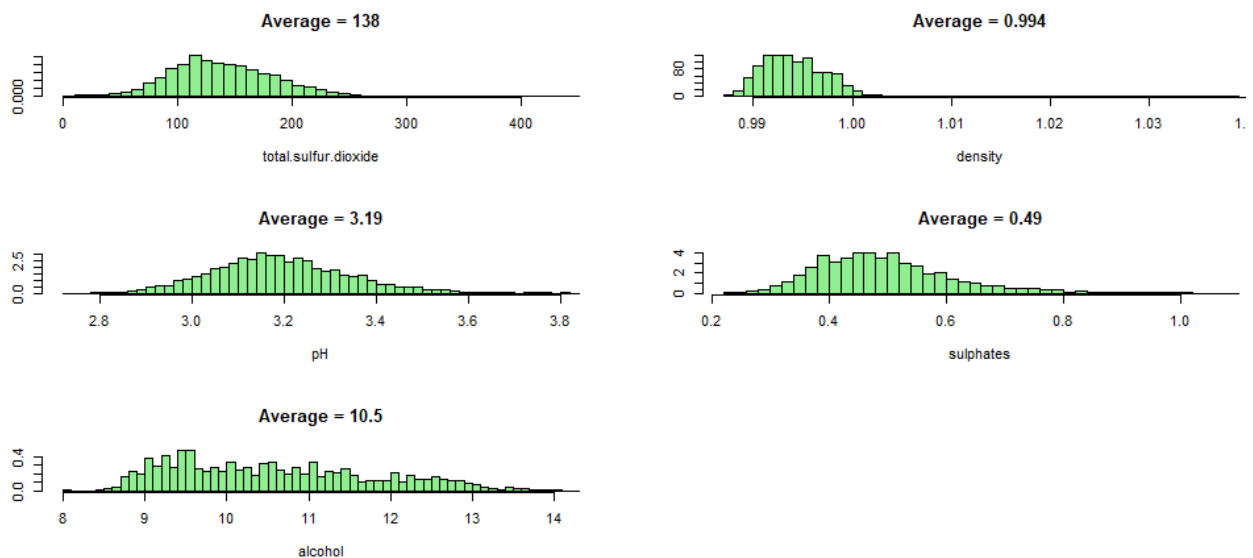 Average = 138
0.000
0 100 200 300 400
total.sulfur.dioxide
Average = 0.994
0 80
0.99 1.00 1.01 1.02 1.03 1.
density
Average = 3.19
0.0 2.5
2.8 3.0 3.2 3.4 3.6 3.8
pH
Average = 0.49
0 2 4
0.2 0.4 0.6 0.8 1.0
sulphates
Average = 10.5
0.0 0.4
8 9 10 11 12 13 14
alcohol